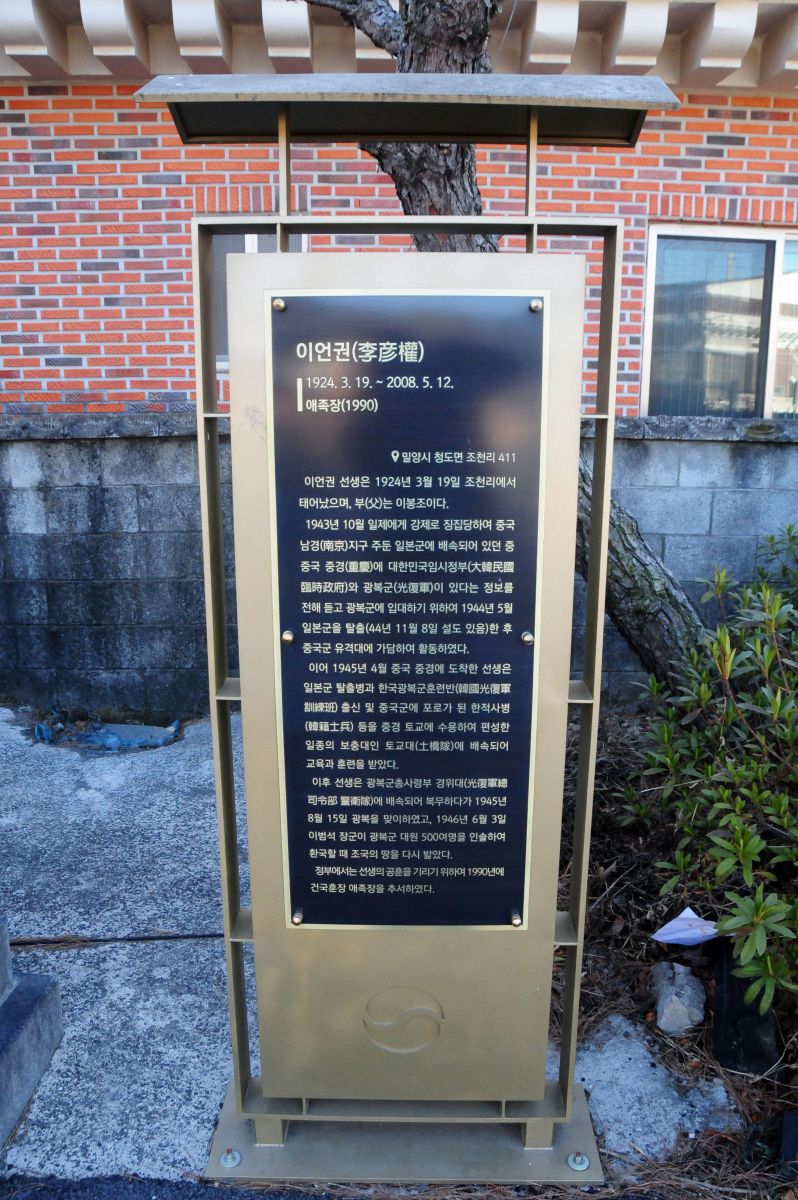 이언권(李彦權)
1924. 3. 19. ~ 2008. 5. 12.
애족장(1990)
밀양시 청도면 조천리 411
이언권 선생은 1924년 3월 19일 조천리에서
태어났으며, 부(父)는 이봉조이다.
1943년 10월 일제에게 강제로 징집당하여 중국
남경(南京)지구 주둔 일본군에 배속되어 있던 중
중국 중경(重慶)에 대한민국임시정부(大韓民國
臨時政府)와 광복군(光復軍)이 있다는 정보를
전해 듣고 광복군에 입대하기 위하여 1944년 5월
일본군을 탈출(44년 11월 8일 설도 있음)한 후
중국군 유격대에 가담하여 활동하였다.
이어 1945년 4월 중국 중경에 도착한 선생은
일본군 탈출병과 한국광복군훈련반(韓國光復軍
訓練班) 출신 및 중국군에 포로가 된 한적사병
(韓籍士兵) 등을 중경 토교에 수용하여 편성한
일종의 보충대인 토교대(土橋隊)에 배속되어
교육과 훈련을 받았다.
이후 선생은 광복군총사령부 경위대(光復軍總
司令部 警衛隊)에 배속되어 복무하다가 1945년
8월 15일 광복을 맞이하였고, 1946년 6월 3일
이범석 장군이 광복군 대원 500여명을 인솔하여
환국할 때 조국의 땅을 다시 밟았다.
정부에서는 선생의 공훈을 기리기 위하여 1990년에
건국훈장 애족장을 추서하였다.